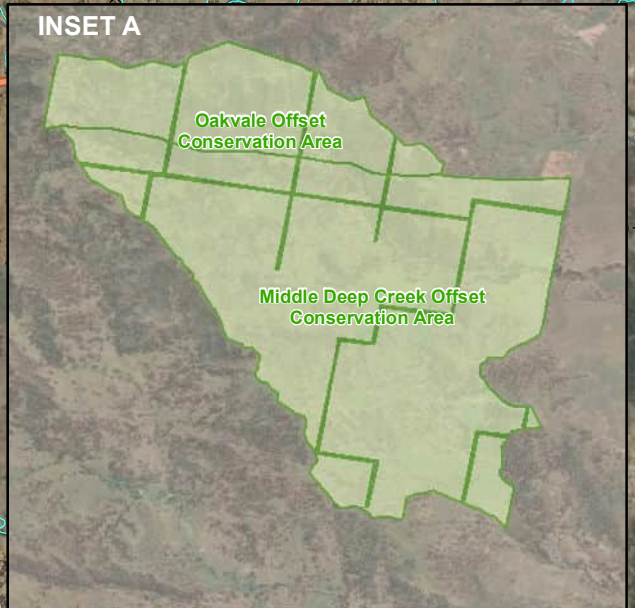 INSET A
Oakvale Offset
Conservation Area
Middle Deep Creek Offset
Conservation Area